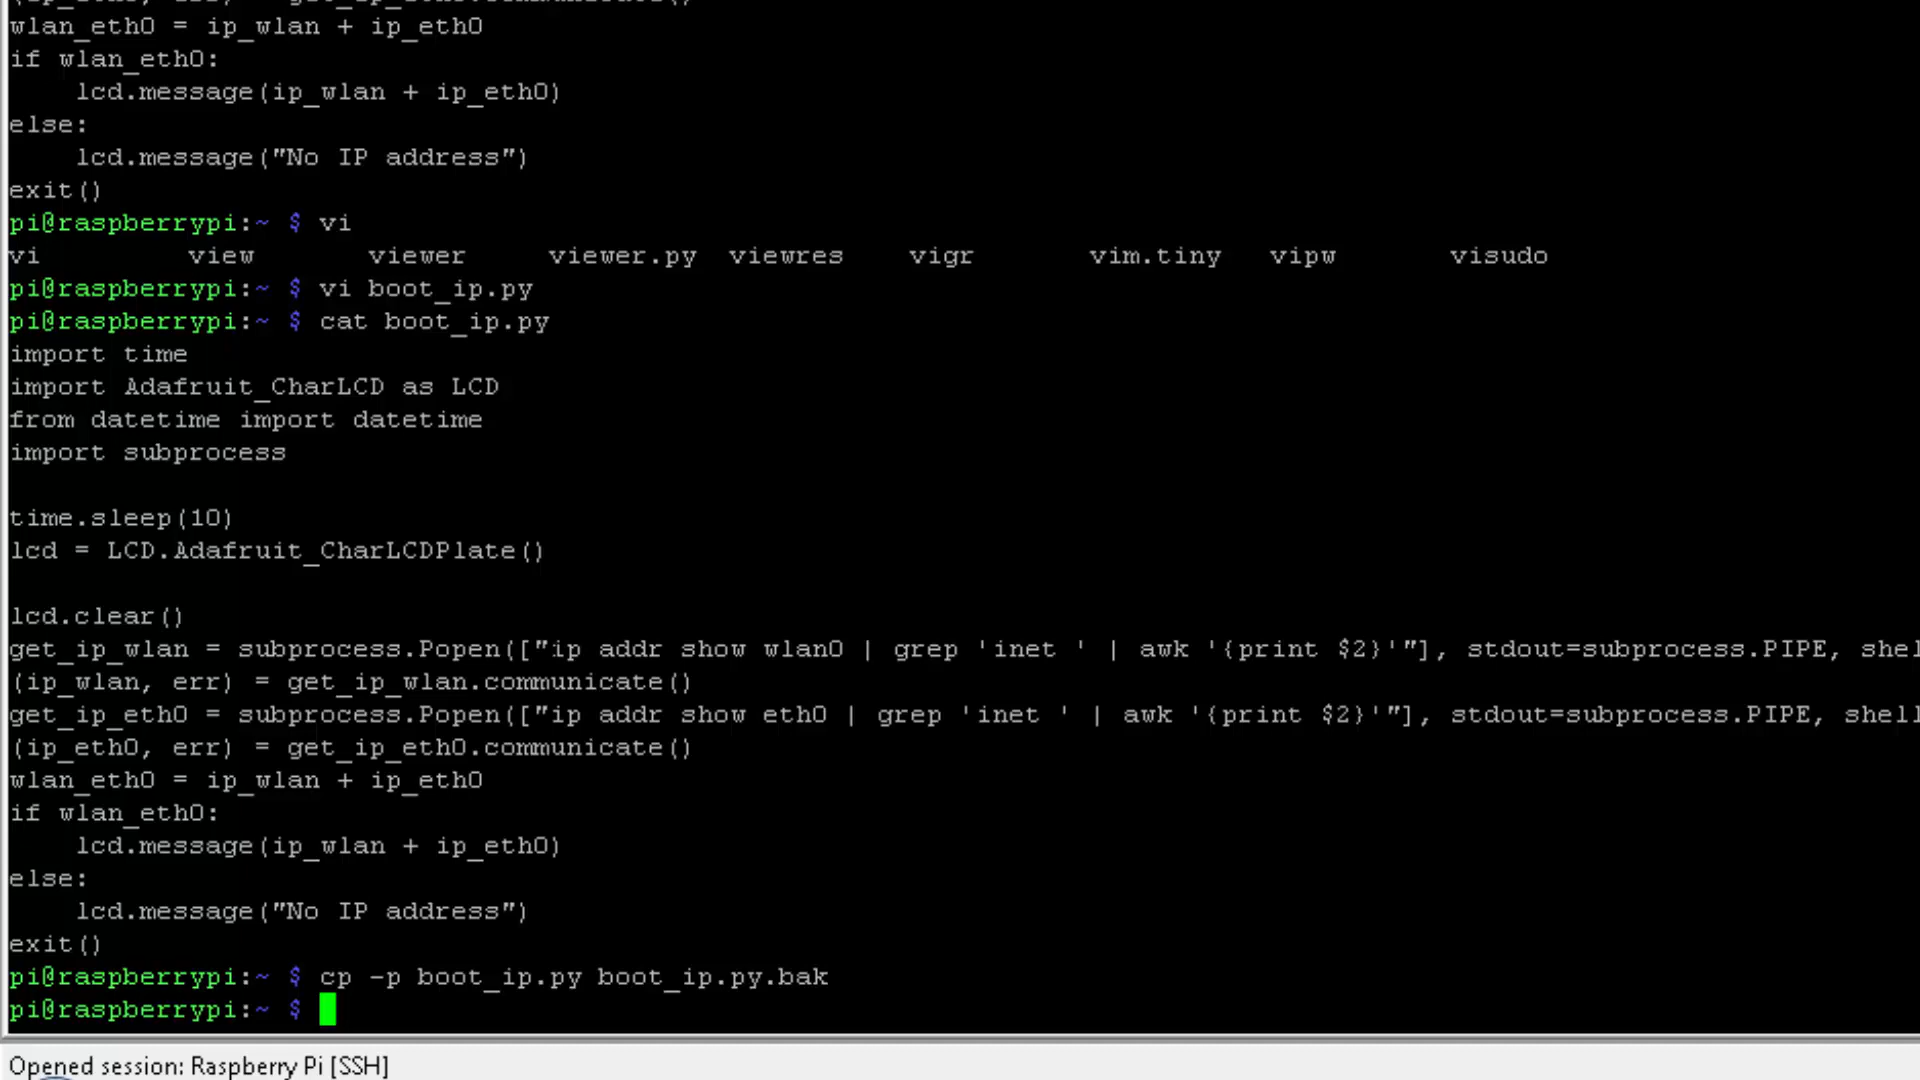 wlan_eth0 = ip_wlan + ip_eth0
if wlan_eth0:
    lcd.message(ip_wlan + ip_eth0)
else:
    lcd.message("No IP address")
exit()
pi@raspberrypi:~ $ vi
vi         view       viewer     viewer.py  viewres    vigr       vim.tiny   vipw       visudo
pi@raspberrypi:~ $ vi boot_ip.py
pi@raspberrypi:~ $ cat boot_ip.py
import time
import Adafruit_CharLCD as LCD
from datetime import datetime
import subprocess
time.sleep(10)
lcd = LCD.Adafruit_CharLCDPlate()
lcd.clear()
get_ip_wlan = subprocess.Popen(["ip addr show wlan0 | grep 'inet ' | awk '{print $2}'"], stdout=subprocess.PIPE, shel
(ip_wlan, err) = get_ip_wlan.communicate()
get_ip_eth0 = subprocess.Popen(["ip addr show eth0 | grep 'inet ' | awk '{print $2}'"], stdout=subprocess.PIPE, shell
(ip_eth0, err) = get_ip_eth0.communicate()
wlan_eth0 = ip_wlan + ip_eth0
if wlan_eth0:
    lcd.message(ip_wlan + ip_eth0)
else:
    lcd.message("No IP address")
exit()
pi@raspberrypi:~ $ cp -p boot_ip.py boot_ip.py.bak
pi@raspberrypi:~ $
Opened session: Raspberry Pi [SSH]